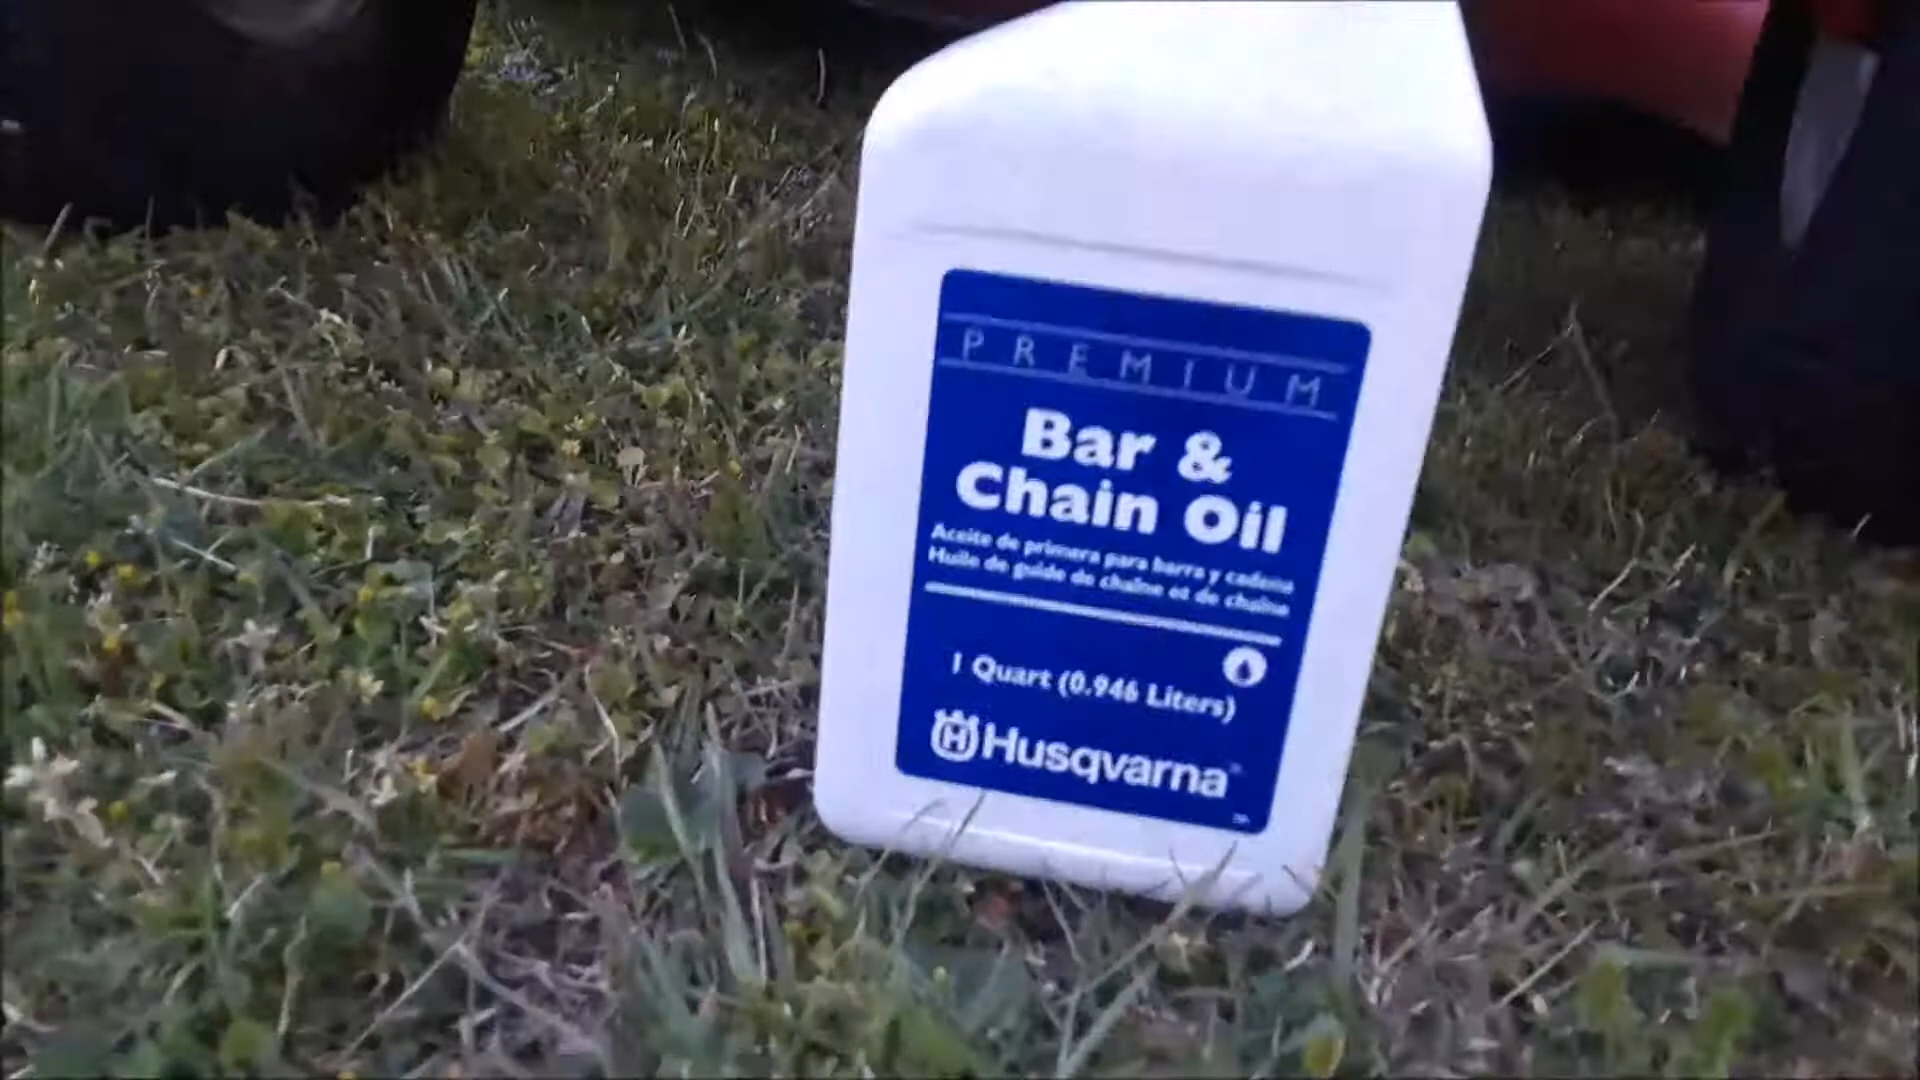 PREMIUM
Bar &
Chain Oil
Aceite de primera para barra y cadena
Huile de guide de chaîne et de chaîne
1 Quart (0.946 Liters)
Husqvarna